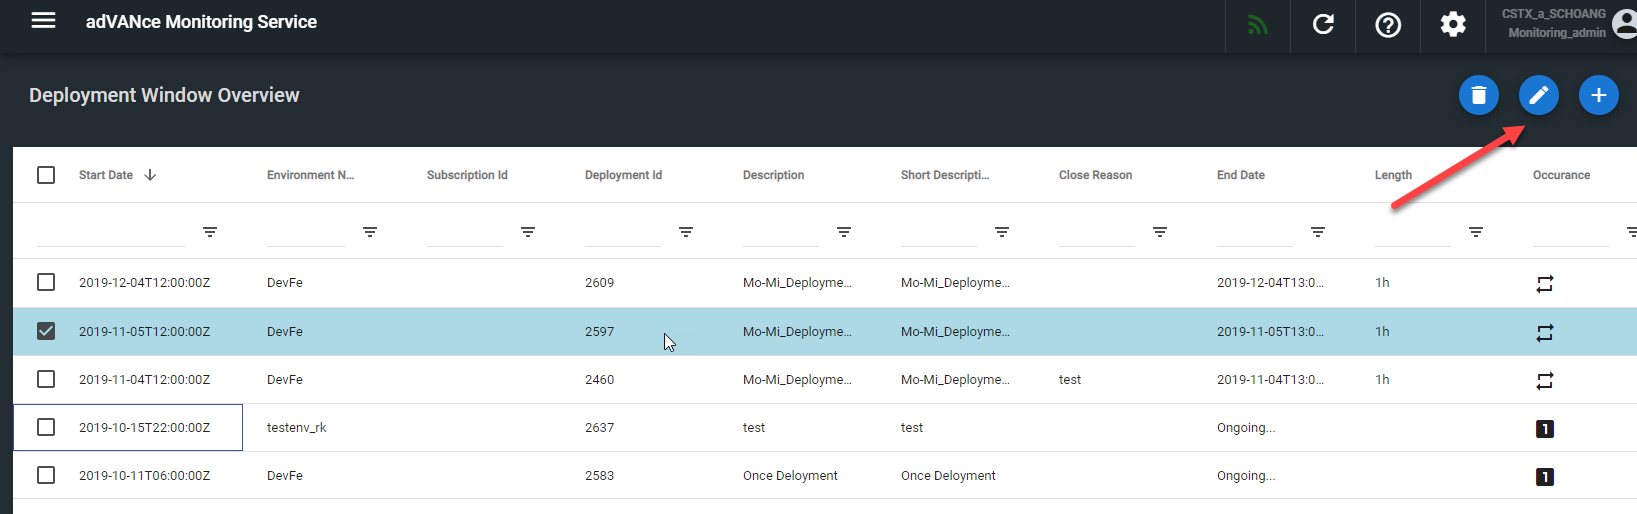 adVANce Monitoring Service
CSTX_a_SCHOANG
Monitoring_admin
Deployment Window Overview
Start Date Environment N... Subscription Id Deployment Id Description Short Descripti... Close Reason End Date Length Occurance
2019-12-04T12:00:00Z DevFe 2609 Mo-Mi_Deployme... Mo-Mi_Deployme... 2019-12-04T13:0... 1h
2019-11-05T12:00:00Z DevFe 2597 Mo-Mi_Deployme... Mo-Mi_Deployme... 2019-11-05T13:0... 1h
2019-11-04T12:00:00Z DevFe 2460 Mo-Mi_Deployme... Mo-Mi_Deployme... test 2019-11-04T13:0... 1h
2019-10-15T22:00:00Z testenv_rk 2637 test test Ongoing... 1
2019-10-11T06:00:00Z DevFe 2583 Once Deloyment Once Deloyment Ongoing... 1